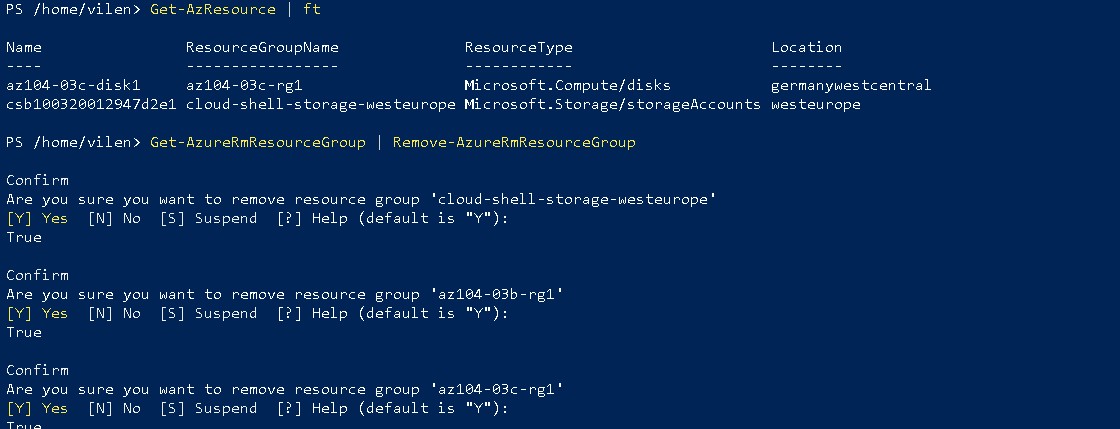 PS /home/vilen> Get-AzResource | ft
Name ResourceGroupName ResourceType Location
---- ----------------- ------------ --------
az104-03c-disk1 az104-03c-rg1 Microsoft.Compute/disks germanywestcentral
csb100320012947d2e1 cloud-shell-storage-westeurope Microsoft.Storage/storageAccounts westeurope
PS /home/vilen> Get-AzureRmResourceGroup | Remove-AzureRmResourceGroup
Confirm
Are you sure you want to remove resource group 'cloud-shell-storage-westeurope'
[Y] Yes [N] No [S] Suspend [?] Help (default is "Y"):
True
Confirm
Are you sure you want to remove resource group 'az104-03b-rg1'
[Y] Yes [N] No [S] Suspend [?] Help (default is "Y"):
True
Confirm
Are you sure you want to remove resource group 'az104-03c-rg1'
[Y] Yes [N] No [S] Suspend [?] Help (default is "Y"):
True